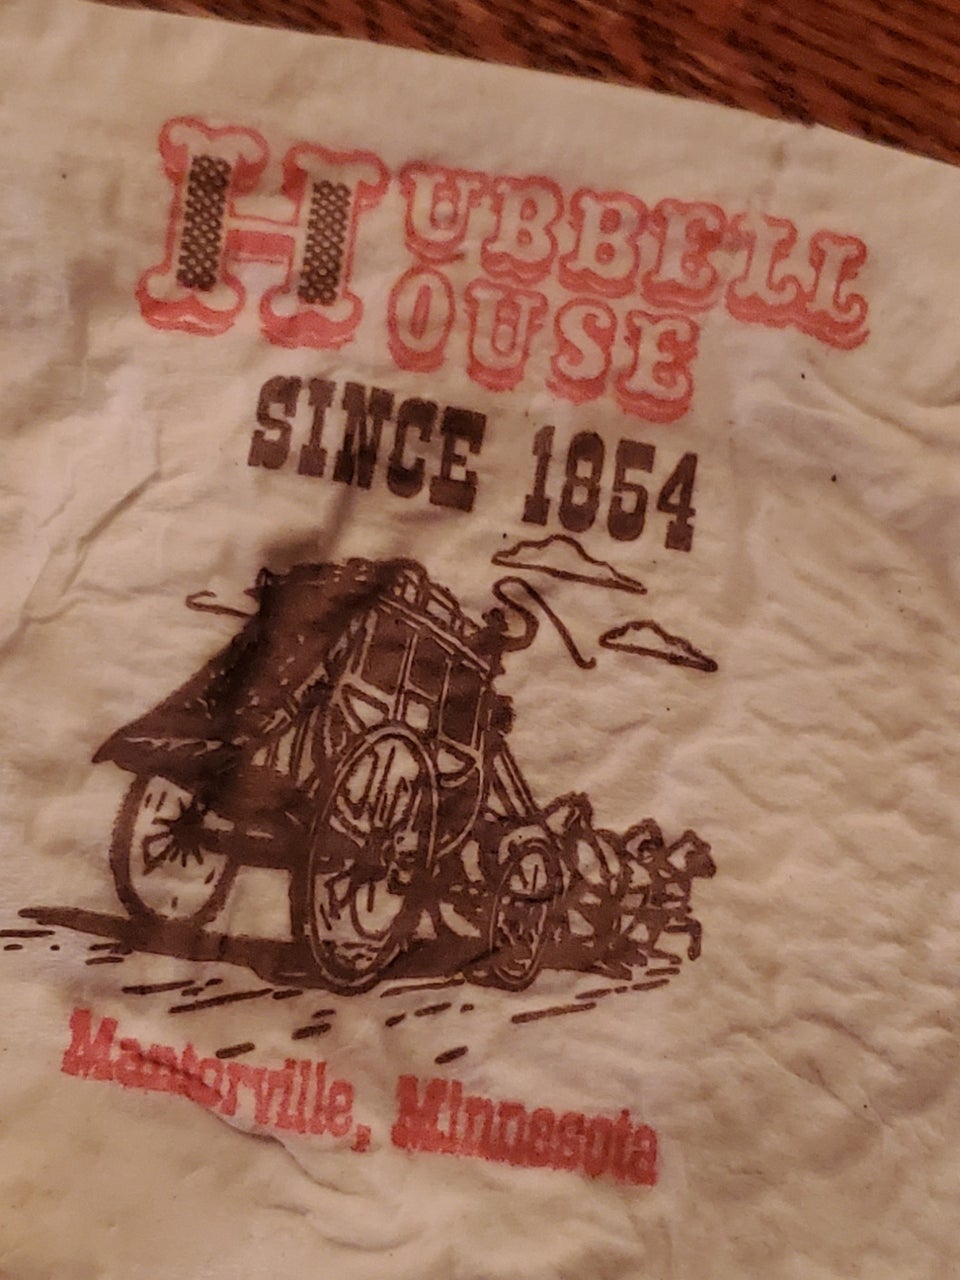 HUBBELL
HOUSE
SINCE 1854
Mantorville, Minnesota